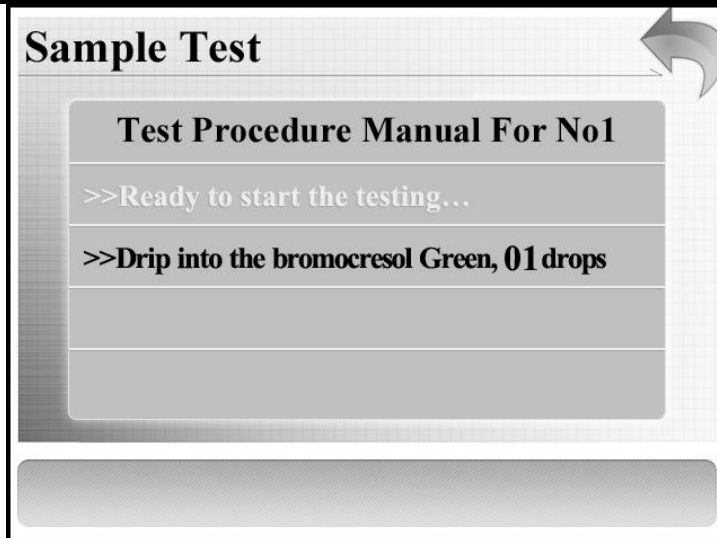 Sample Test
Test Procedure Manual For No1
>>Ready to start the testing...
>>Drip into the bromocresol Green, 01 drops